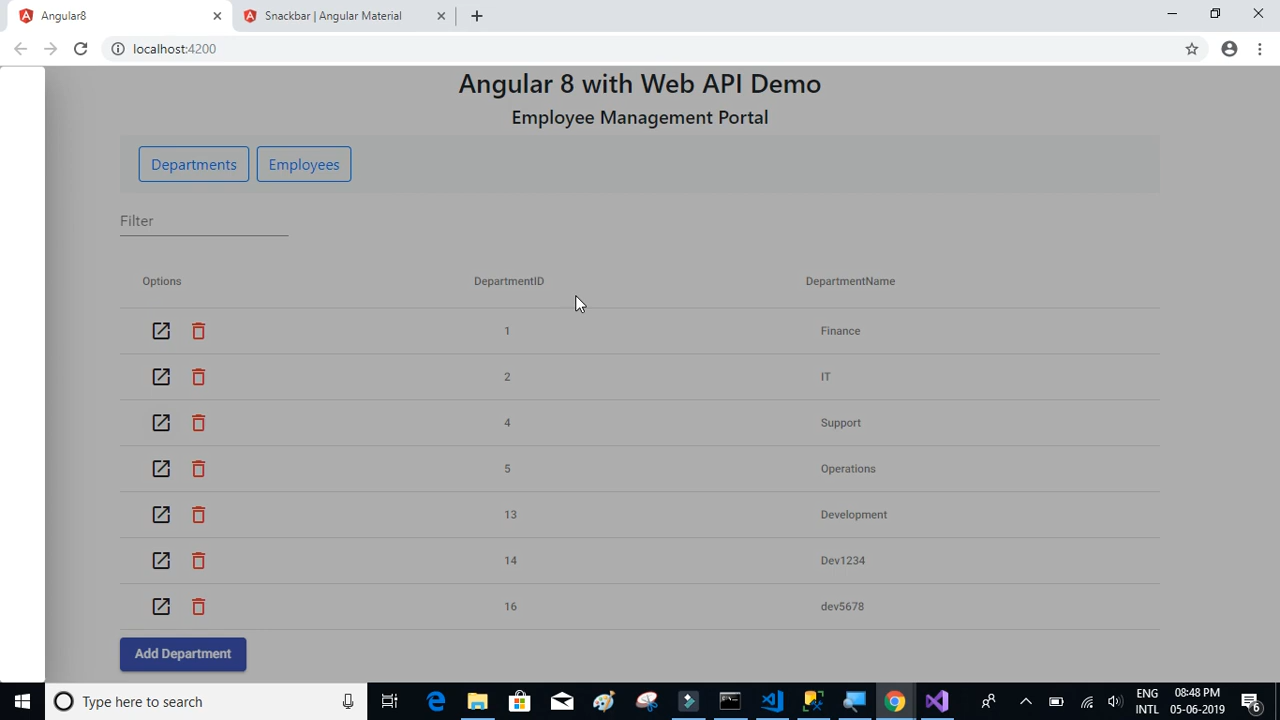 Angular8
Snackbar | Angular Material
localhost:4200
Angular 8 with Web API Demo
Employee Management Portal
Departments Employees
Filter
Options DepartmentID DepartmentName
1 Finance
2 IT
4 Support
5 Operations
13 Development
14 Dev1234
16 dev5678
Add Department
Type here to search
ENG 08:48 PM
INTL 05-06-2019
6